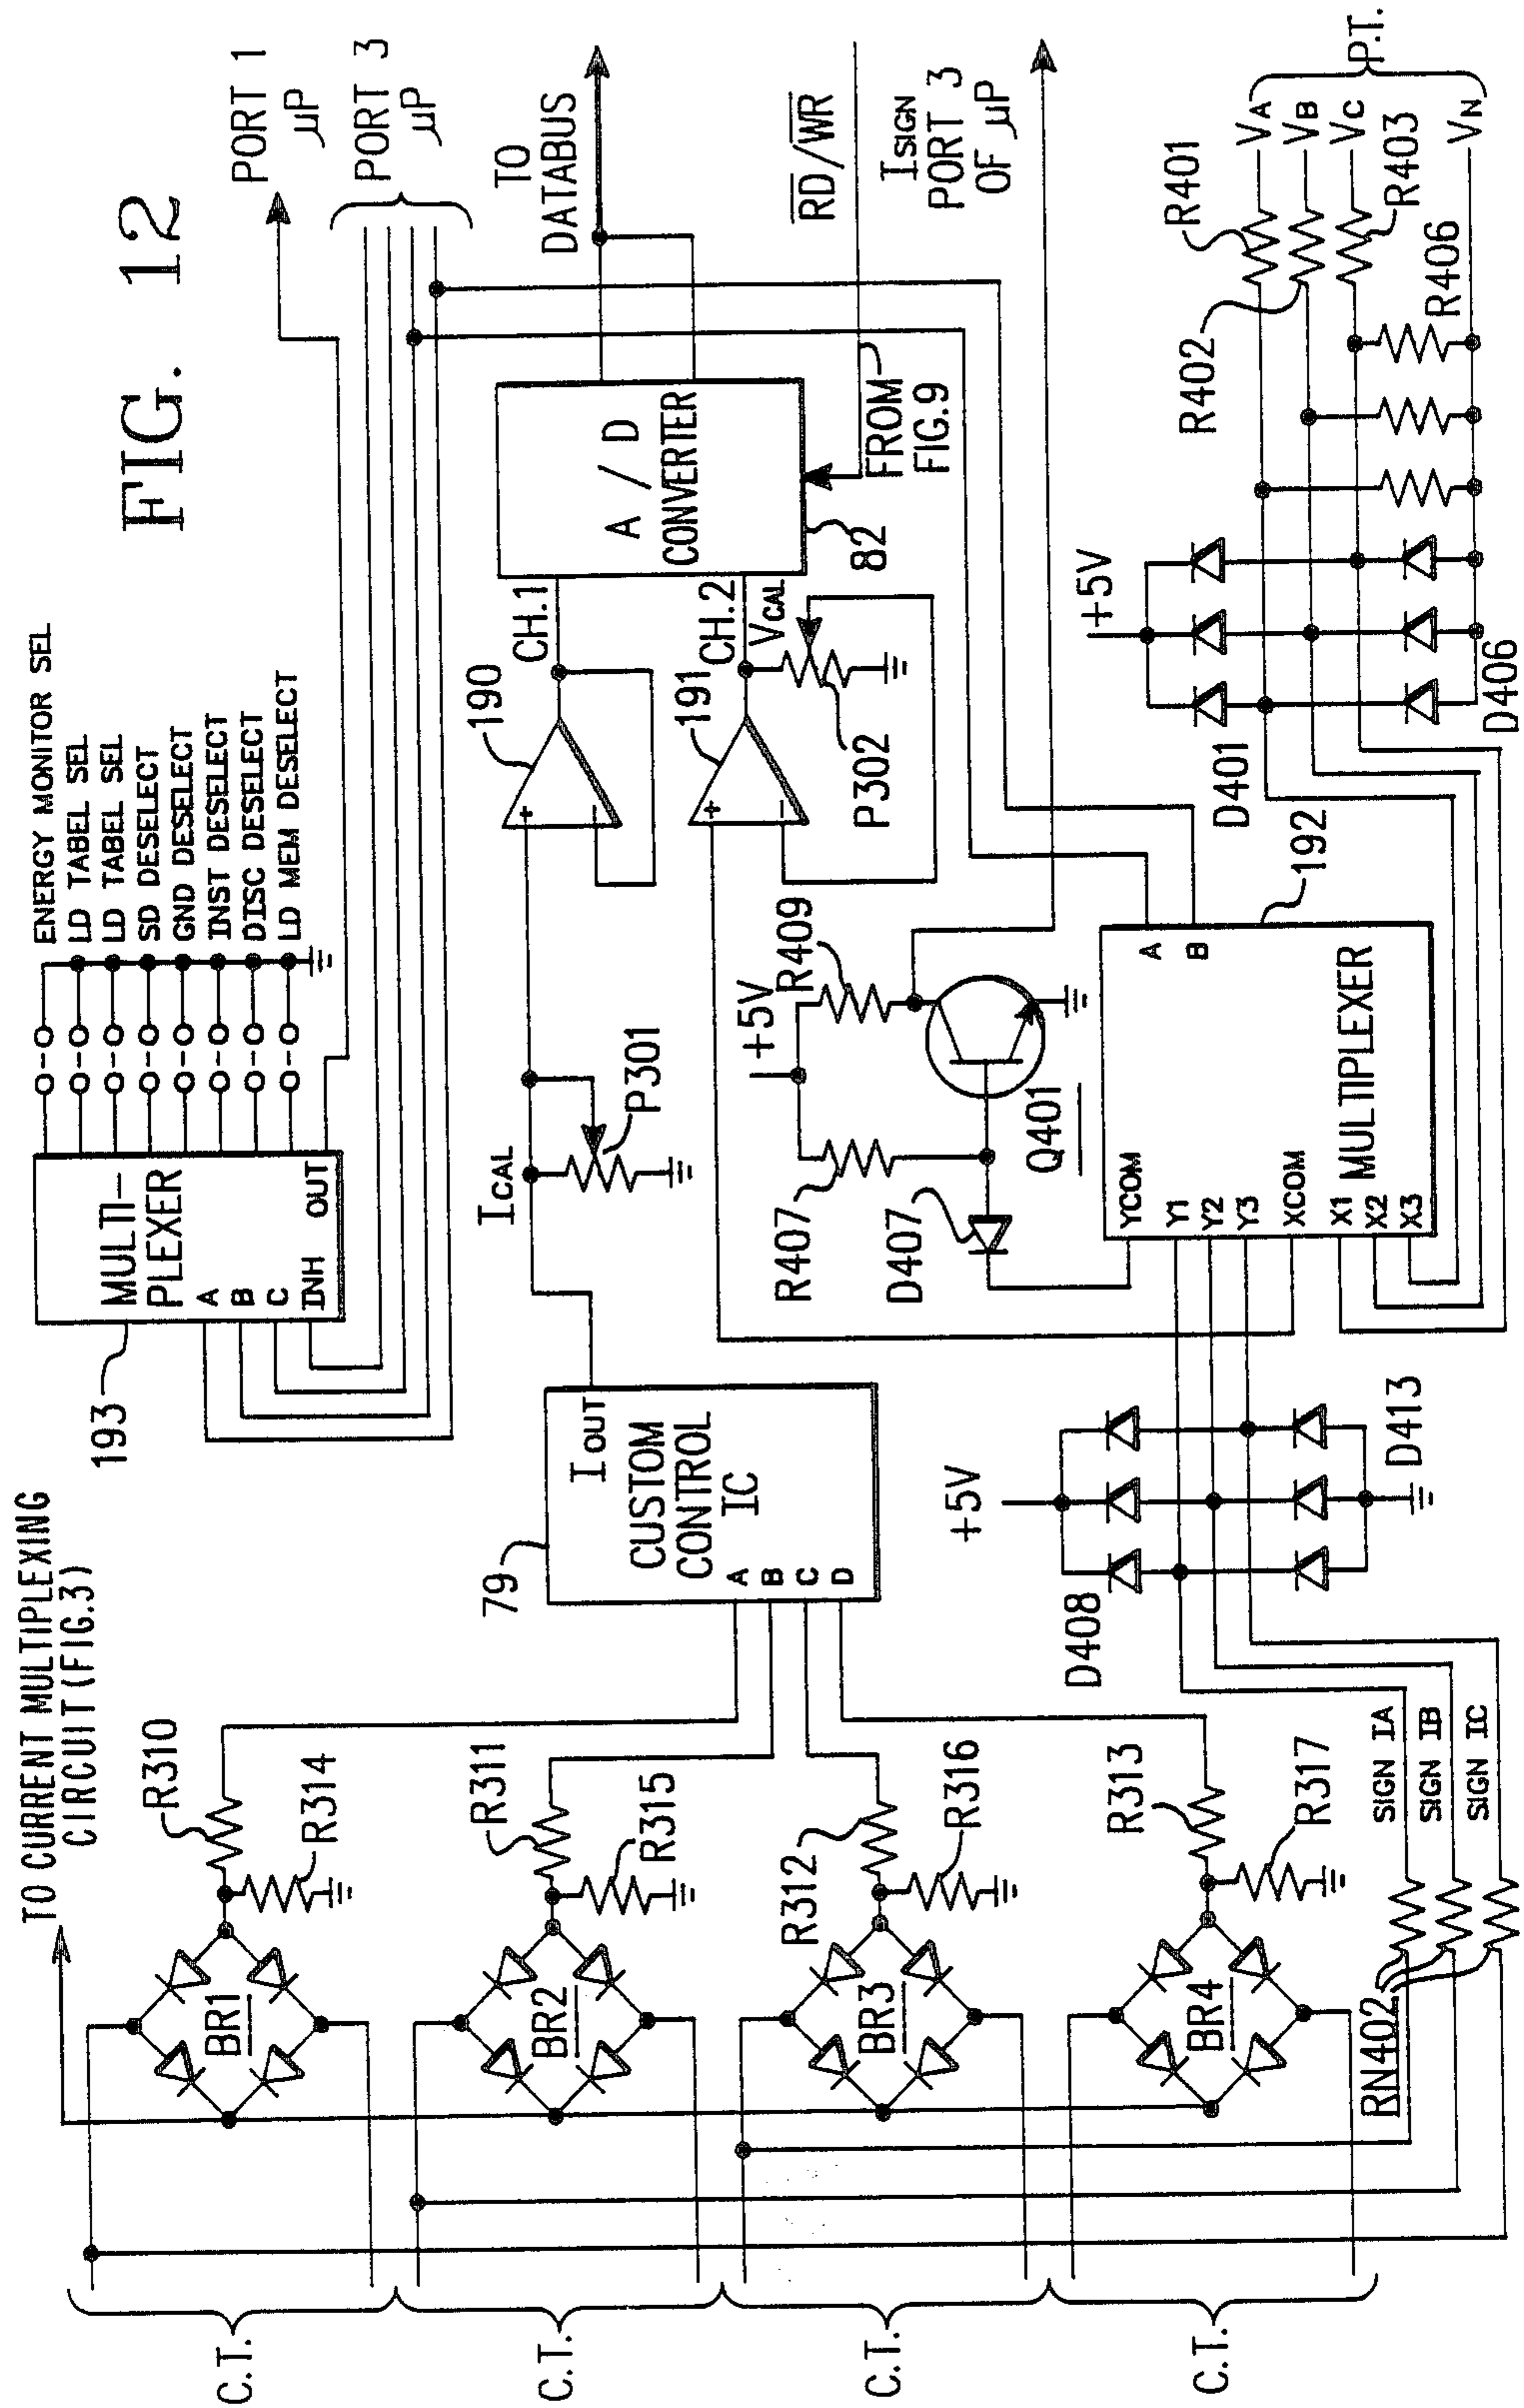 FIG. 12
TO CURRENT MULTIPLEXING
CIRCUIT (FIG.3)
193
MULTI-
PLEXER
A
B
C
INH
OUT
ENERGY MONITOR SEL
LD TABEL SEL
LD TABEL SEL
SD DESELECT
GND DESELECT
INST DESELECT
DISC DESELECT
LD MEM DESELECT
PORT 1
µP
PORT 3
µP
C.T.
C.T.
C.T.
C.T.
BR1
BR2
BR3
BR4
R310
R314
R311
R315
R312
R316
R313
R317
79
CUSTOM
CONTROL
IC
A
B
C
D
IOUT
ICAL
P301
190
+
−
CH.1
191
+
−
CH.2
VCAL
P302
A / D
CONVERTER
82
TO
DATABUS
RD/WR
FROM
FIG.9
ISIGN
PORT 3
OF µP
+5V
R407
R409
D407
Q401
YCOM
Y1
Y2
Y3
XCOM
X1
X2
X3
MULTIPLEXER
A
B
192
+5V
D408
D413
RN402
SIGN IA
SIGN IB
SIGN IC
+5V
D401
D406
R402
R401
R403
R406
VA
VB
VC
VN
P.T.